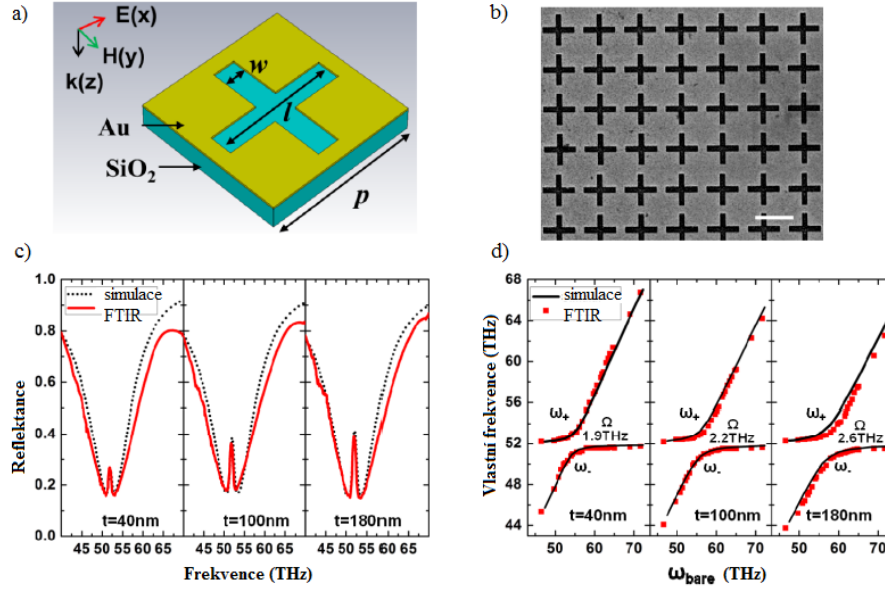 a)
E(x)
H(y)
k(z)
w
l
Au
SiO₂
p
b)
c)
simulace
FTIR
Reflektance
1.0
0.8
0.6
0.4
0.2
0.0
t=40nm
t=100nm
t=180nm
45 50 55 60 65 45 50 55 60 65 45 50 55 60 65
Frekvence (THz)
d)
simulace
FTIR
Vlastní frekvence (THz)
68
64
60
56
52
48
44
ω₊ Ω 1.9THz
ω₋
t=40nm
ω₊ Ω 2.2THz
ω₋
t=100nm
ω₊ Ω 2.6THz
ω₋
t=180nm
50 60 70 50 60 70 50 60 70
ω_bare (THz)